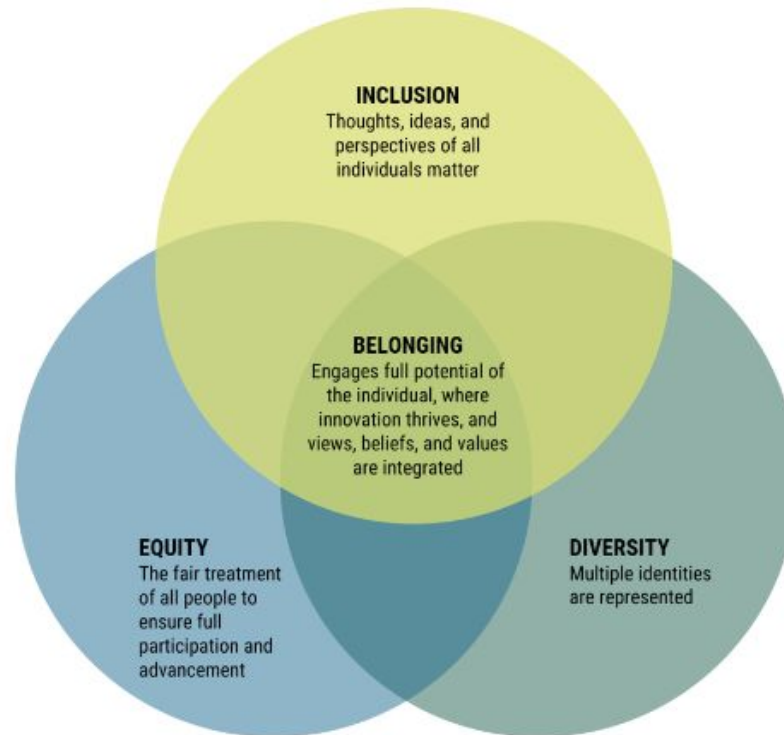 INCLUSION
Thoughts, ideas, and
perspectives of all
individuals matter
BELONGING
Engages full potential of
the individual, where
innovation thrives, and
views, beliefs, and values
are integrated
EQUITY
The fair treatment
of all people to
ensure full
participation and
advancement
DIVERSITY
Multiple identities
are represented